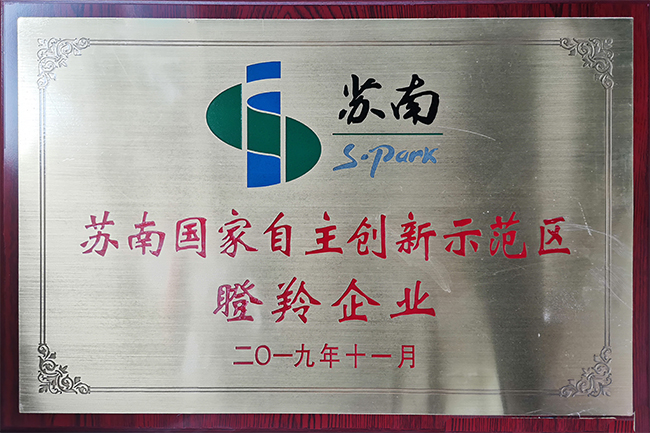 苏南
S·Park
苏南国家自主创新示范区
瞪羚企业
二〇一九年十一月